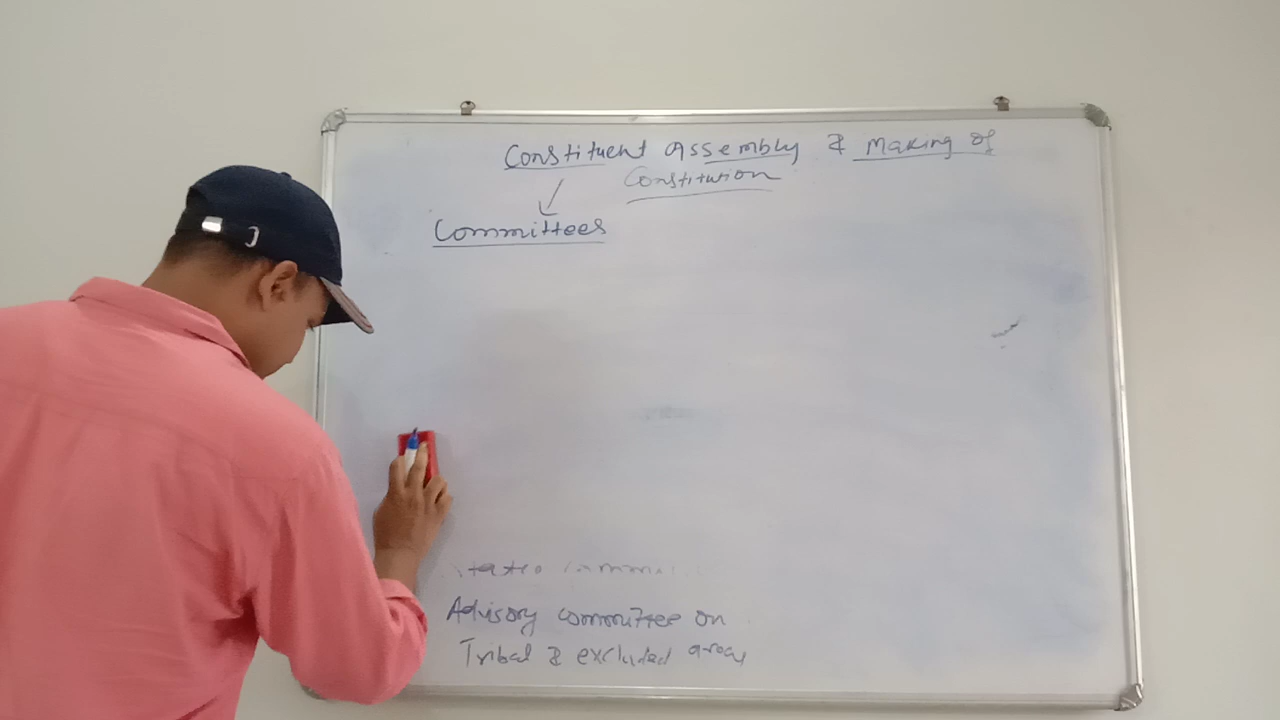 Constituent Assembly & Making of
Constitution
Committees
Advisory committee on
Tribal & excluded areas